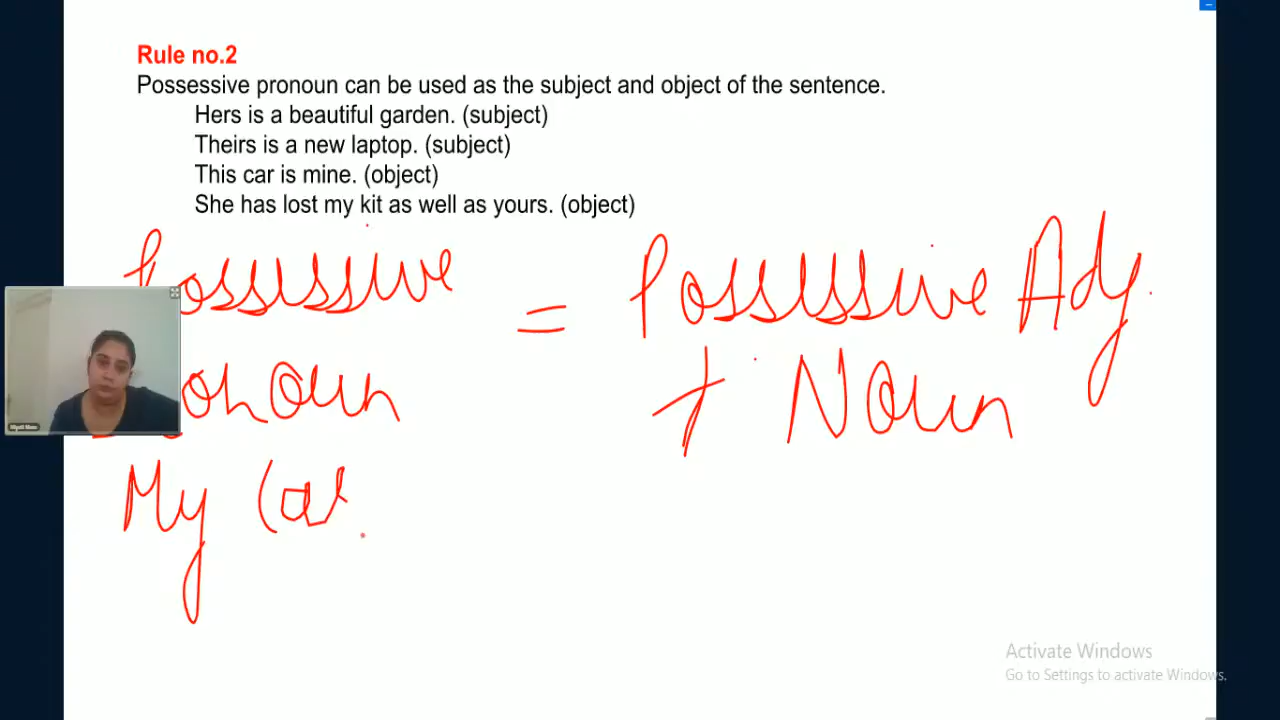 Rule no.2
Possessive pronoun can be used as the subject and object of the sentence.
Hers is a beautiful garden. (subject)
Theirs is a new laptop. (subject)
This car is mine. (object)
She has lost my kit as well as yours. (object)
Possessive = Possessive Adj.
onoun + Noun
My Car
Activate Windows
Go to Settings to activate Windows.